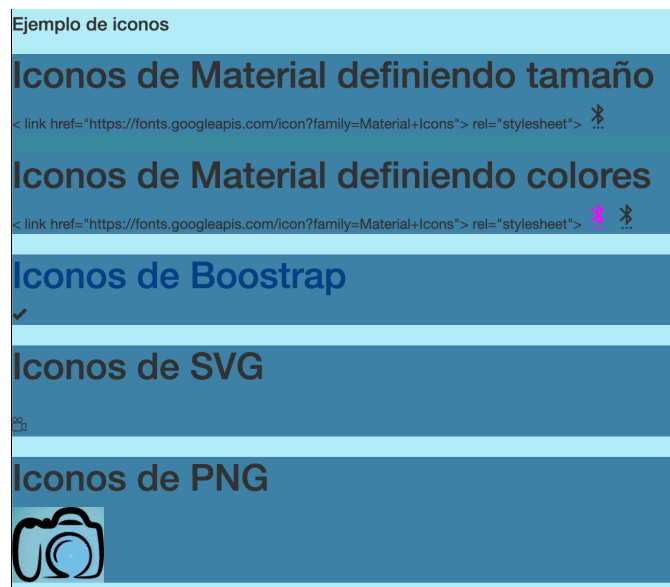 Ejemplo de iconos
Iconos de Material definiendo tamaño
< link href="https://fonts.googleapis.com/icon?family=Material+Icons"> rel="stylesheet">
Iconos de Material definiendo colores
< link href="https://fonts.googleapis.com/icon?family=Material+Icons"> rel="stylesheet">
Iconos de Boostrap
Iconos de SVG
Iconos de PNG